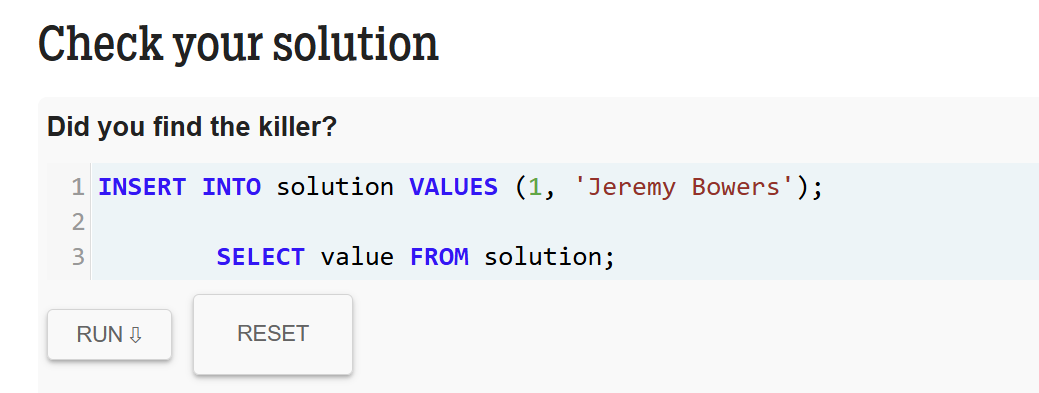 Check your solution
Did you find the killer?
1 INSERT INTO solution VALUES (1, 'Jeremy Bowers');
2
3 SELECT value FROM solution;
RUN ⇩ RESET